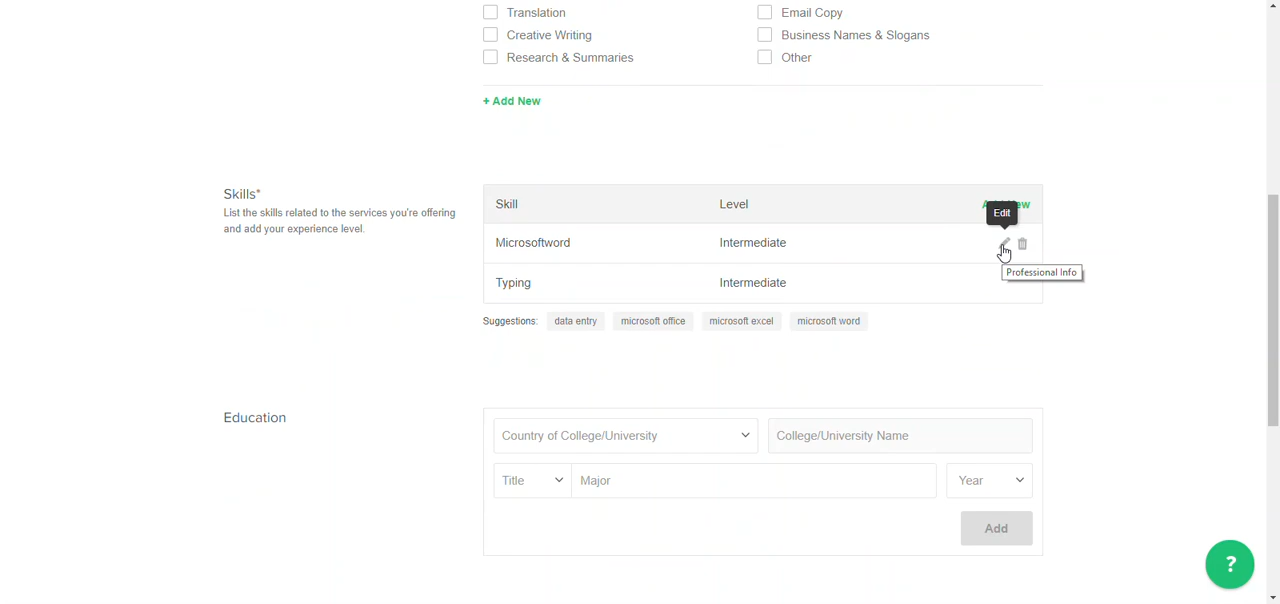 Translation
Email Copy
Creative Writing
Business Names & Slogans
Research & Summaries
Other
+ Add New
Skills*
List the skills related to the services you're offering
and add your experience level.
Skill Level
Edit
Microsoftword Intermediate
Professional Info
Typing Intermediate
Suggestions: data entry microsoft office microsoft excel microsoft word
Education
Country of College/University College/University Name
Title Major Year
Add
?